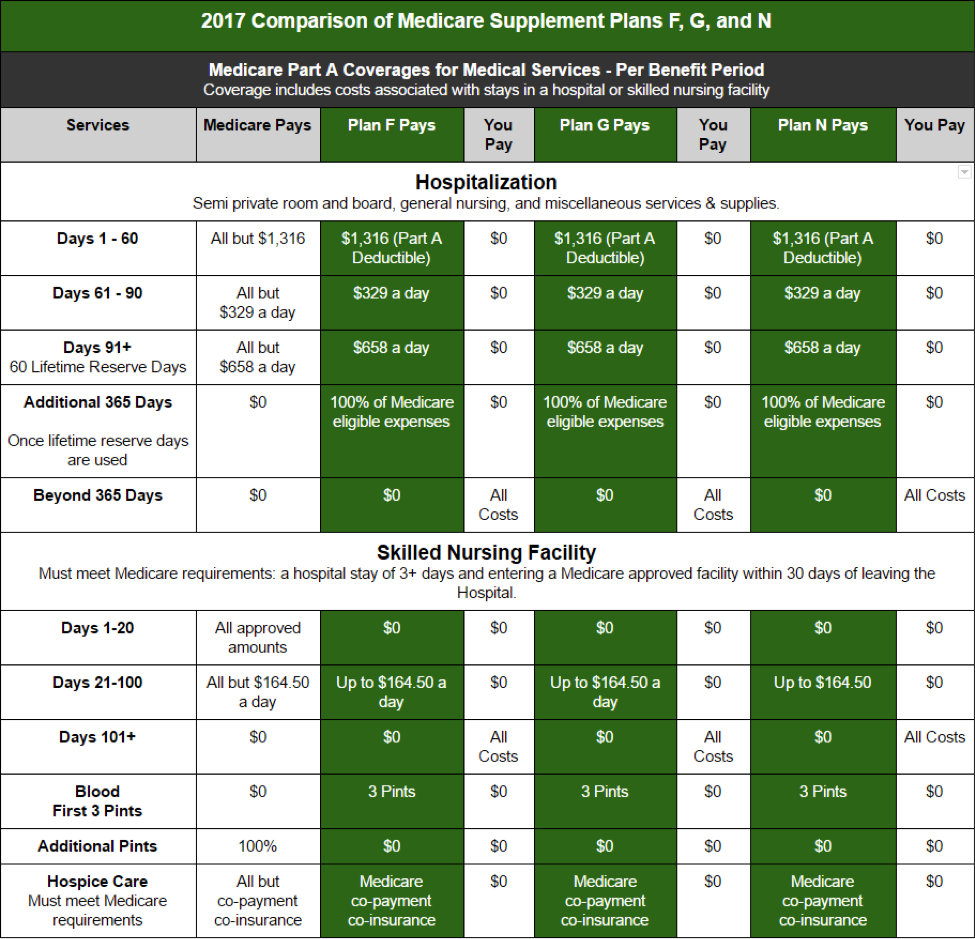 2017 Comparison of Medicare Supplement Plans F, G, and N
Medicare Part A Coverages for Medical Services - Per Benefit Period
Coverage includes costs associated with stays in a hospital or skilled nursing facility
Services Medicare Pays Plan F Pays You Plan G Pays You Plan N Pays You Pay
Pay Pay
Hospitalization
Semi private room and board, general nursing, and miscellaneous services & supplies.
Days 1 - 60 All but $1,316 $1,316 (Part A $0 $1,316 (Part A $0 $1,316 (Part A $0
Deductible) Deductible) Deductible)
Days 61 - 90 All but $329 a day $0 $329 a day $0 $329 a day $0
$329 a day
Days 91+ All but $658 a day $0 $658 a day $0 $658 a day $0
60 Lifetime Reserve Days $658 a day
Additional 365 Days $0 100% of Medicare $0 100% of Medicare $0 100% of Medicare $0
eligible expenses eligible expenses eligible expenses
Once lifetime reserve days
are used
Beyond 365 Days $0 $0 All $0 All $0 All Costs
Costs Costs
Skilled Nursing Facility
Must meet Medicare requirements: a hospital stay of 3+ days and entering a Medicare approved facility within 30 days of leaving the
Hospital.
Days 1-20 All approved $0 $0 $0 $0 $0 $0
amounts
Days 21-100 All but $164.50 Up to $164.50 a $0 Up to $164.50 a $0 Up to $164.50 $0
a day day day
Days 101+ $0 $0 All $0 All $0 All Costs
Costs Costs
Blood $0 3 Pints $0 3 Pints $0 3 Pints $0
First 3 Pints
Additional Pints 100% $0 $0 $0 $0 $0 $0
Hospice Care All but Medicare $0 Medicare $0 Medicare $0
Must meet Medicare co-payment co-payment co-payment co-payment
requirements co-insurance co-insurance co-insurance co-insurance